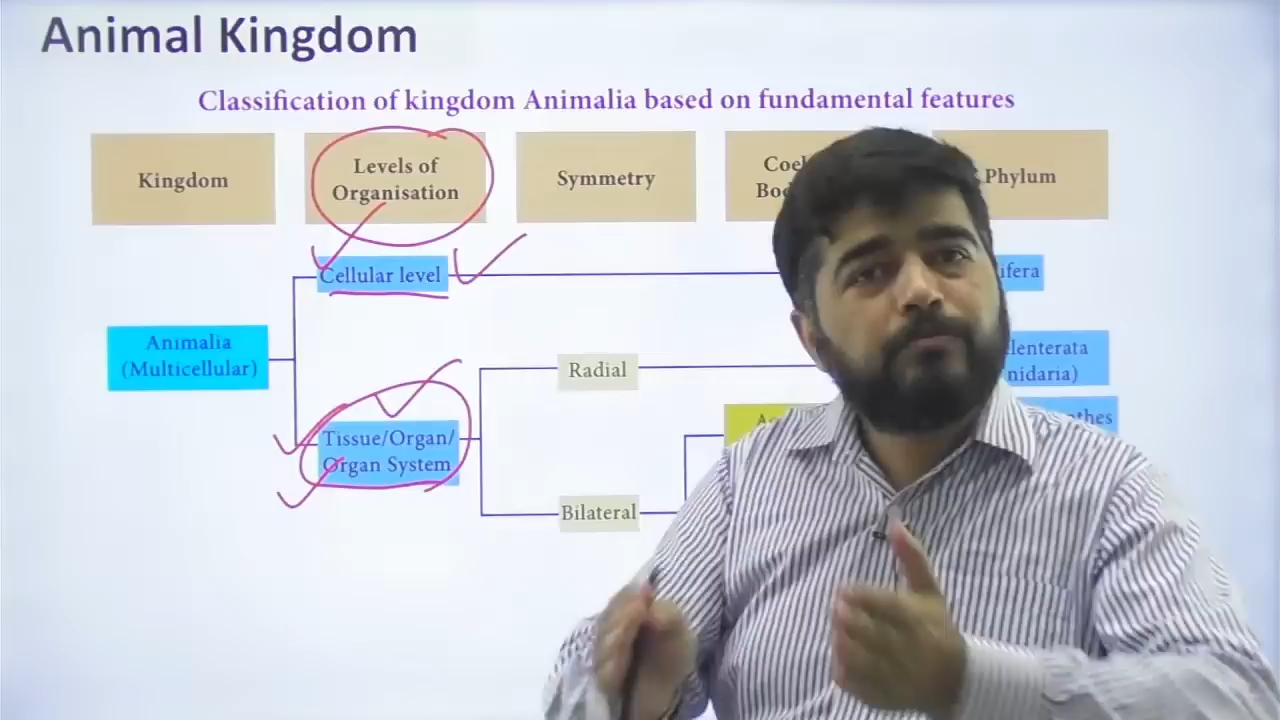 Animal Kingdom
Classification of kingdom Animalia based on fundamental features
Kingdom
Levels of
Organisation
Symmetry
Phylum
Cellular level
Animalia
(Multicellular)
Radial
Tissue/Organ/
Organ System
Bilateral